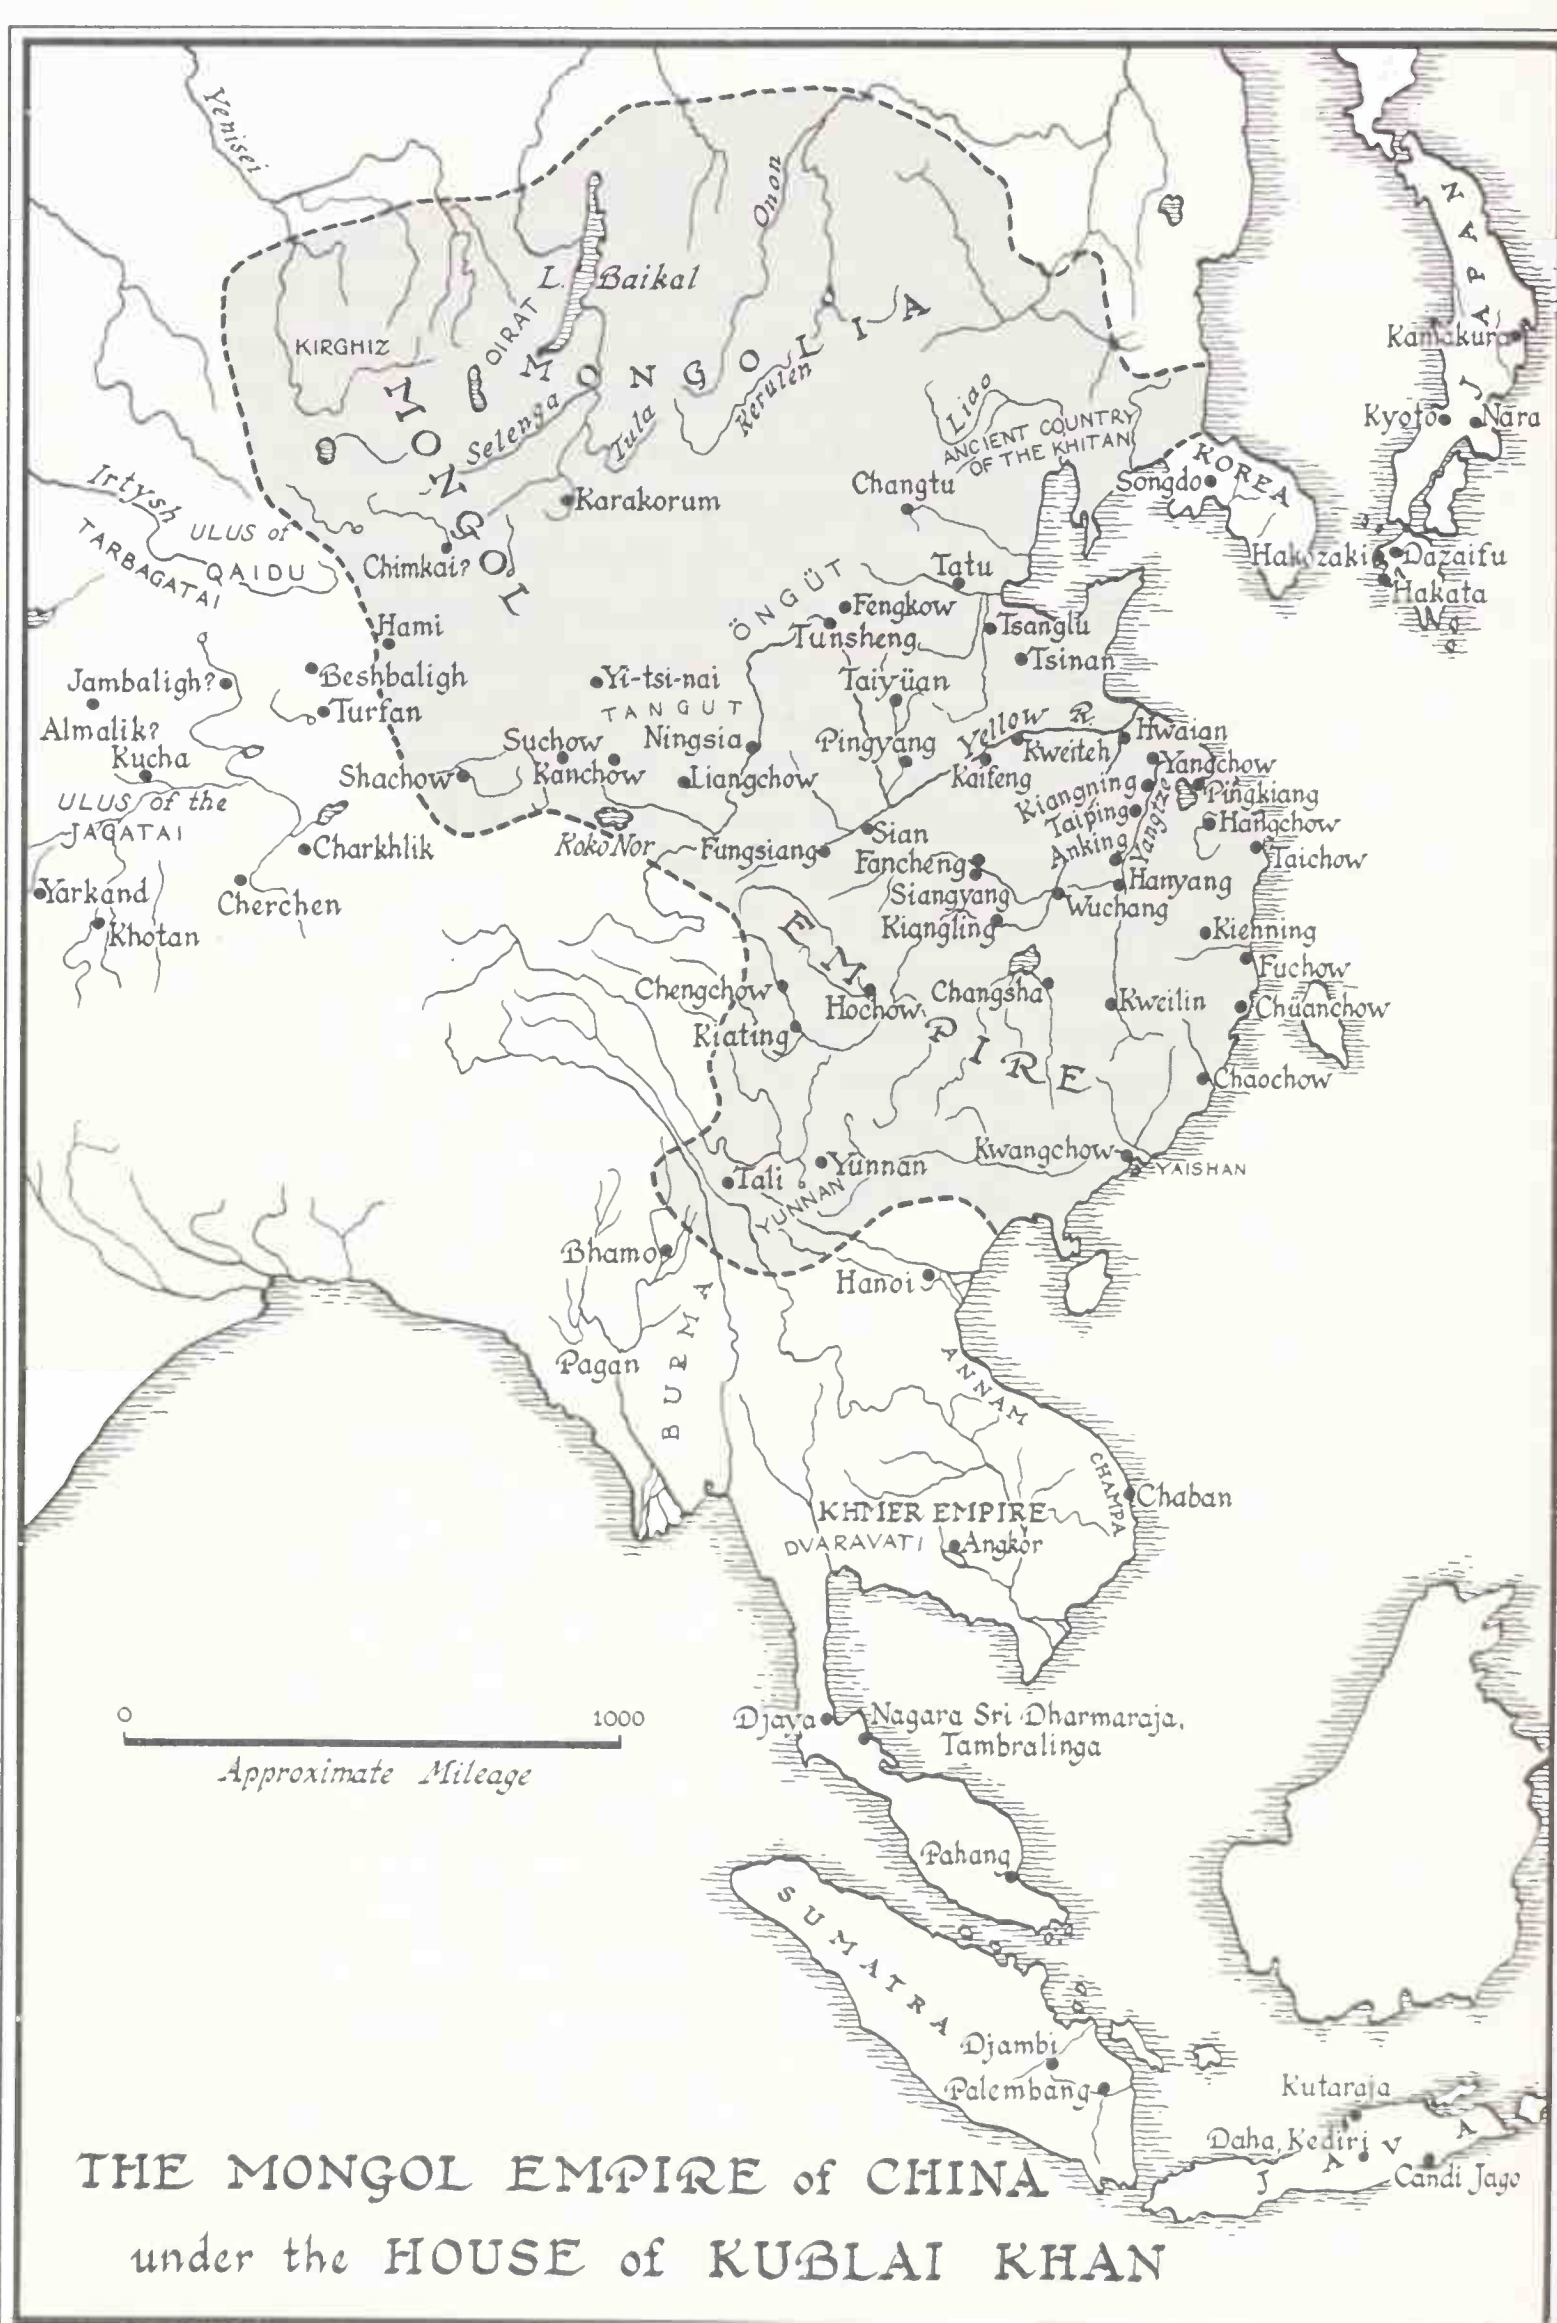 Yenisei
Onon
L. Baikal
KIRGHIZ
OIRAT
MONGOLIA
Selenga
Tula
Kerulen
MONGOL
Karakorum
Chimkai?
Irtysh
ULUS of
QAIDU
TARBAGATAI
Liao
ANCIENT COUNTRY
OF THE KHITAN
Changtu
JAPAN
Kamakura
Kyoto
Nara
KOREA
Songdo
Hakozaki
Dazaifu
Hakata
Tatu
ÖNGÜT
Fengkow
Tunsheng
Tsanglu
Tsinan
Hami
Beshbaligh
Turfan
Jambaligh?
Almalik?
Kucha
ULUS of the
JAGATAI
Yi-tsi-nai
TANGUT
Taiyüan
Suchow
Ningsia
Pingyang
Yellow R.
Hwaian
Kweiteh
Kaifeng
Yangchow
Shachow
Kanchow
Liangchow
Kiangning
Pingkiang
Taiping
Yangtze
Hangchow
Anking
Taichow
Charkhlik
Koko Nor
Fungsiang
Sian
Fancheng
Siangyang
Hanyang
Wuchang
Kiangling
Yarkand
Khotan
Cherchen
EMPIRE
Kienning
Fuchow
Chengchow
Hochow
Changsha
Kweilin
Chüanchow
Kiating
Chaochow
Kwangchow
YAISHAN
Yunnan
Tali
YUNNAN
Bhamo
Hanoi
BURMA
Pagan
ANNAM
CHAMPA
Chaban
KHMER EMPIRE
DVARAVATI
Angkor
0 1000
Approximate Mileage
Djaya
Nagara Sri Dharmaraja,
Tambralinga
Pahang
SUMATRA
Djambi
Palembang
Kutaraja
Daha, Kediri
JAVA
Candi Jago
THE MONGOL EMPIRE of CHINA
under the HOUSE of KUBLAI KHAN